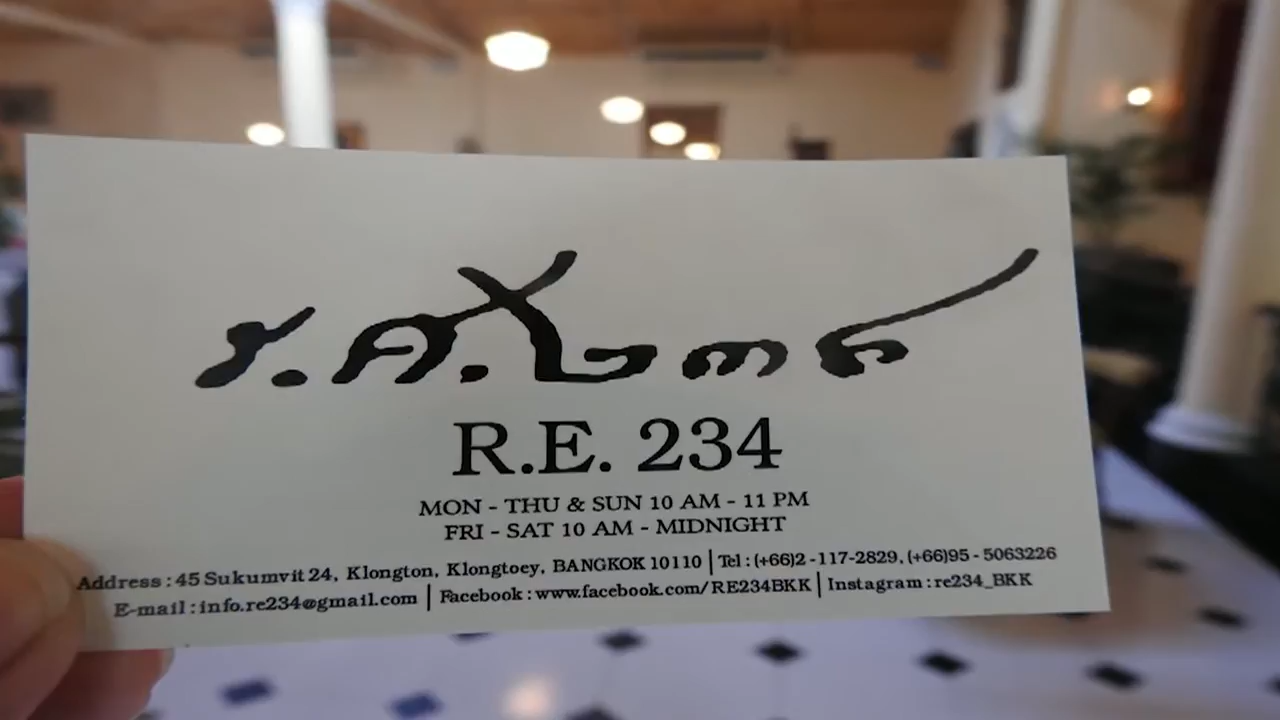 ร.ศ.๒๓๔
R.E. 234
MON - THU & SUN 10 AM - 11 PM
FRI - SAT 10 AM - MIDNIGHT
Address : 45 Sukumvit 24, Klongton, Klongtoey, BANGKOK 10110 | Tel : (+66)2 - 117-2829, (+66)95 - 5063226
E-mail : info.re234@gmail.com | Facebook : www.facebook.com/RE234BKK | Instagram : re234_BKK